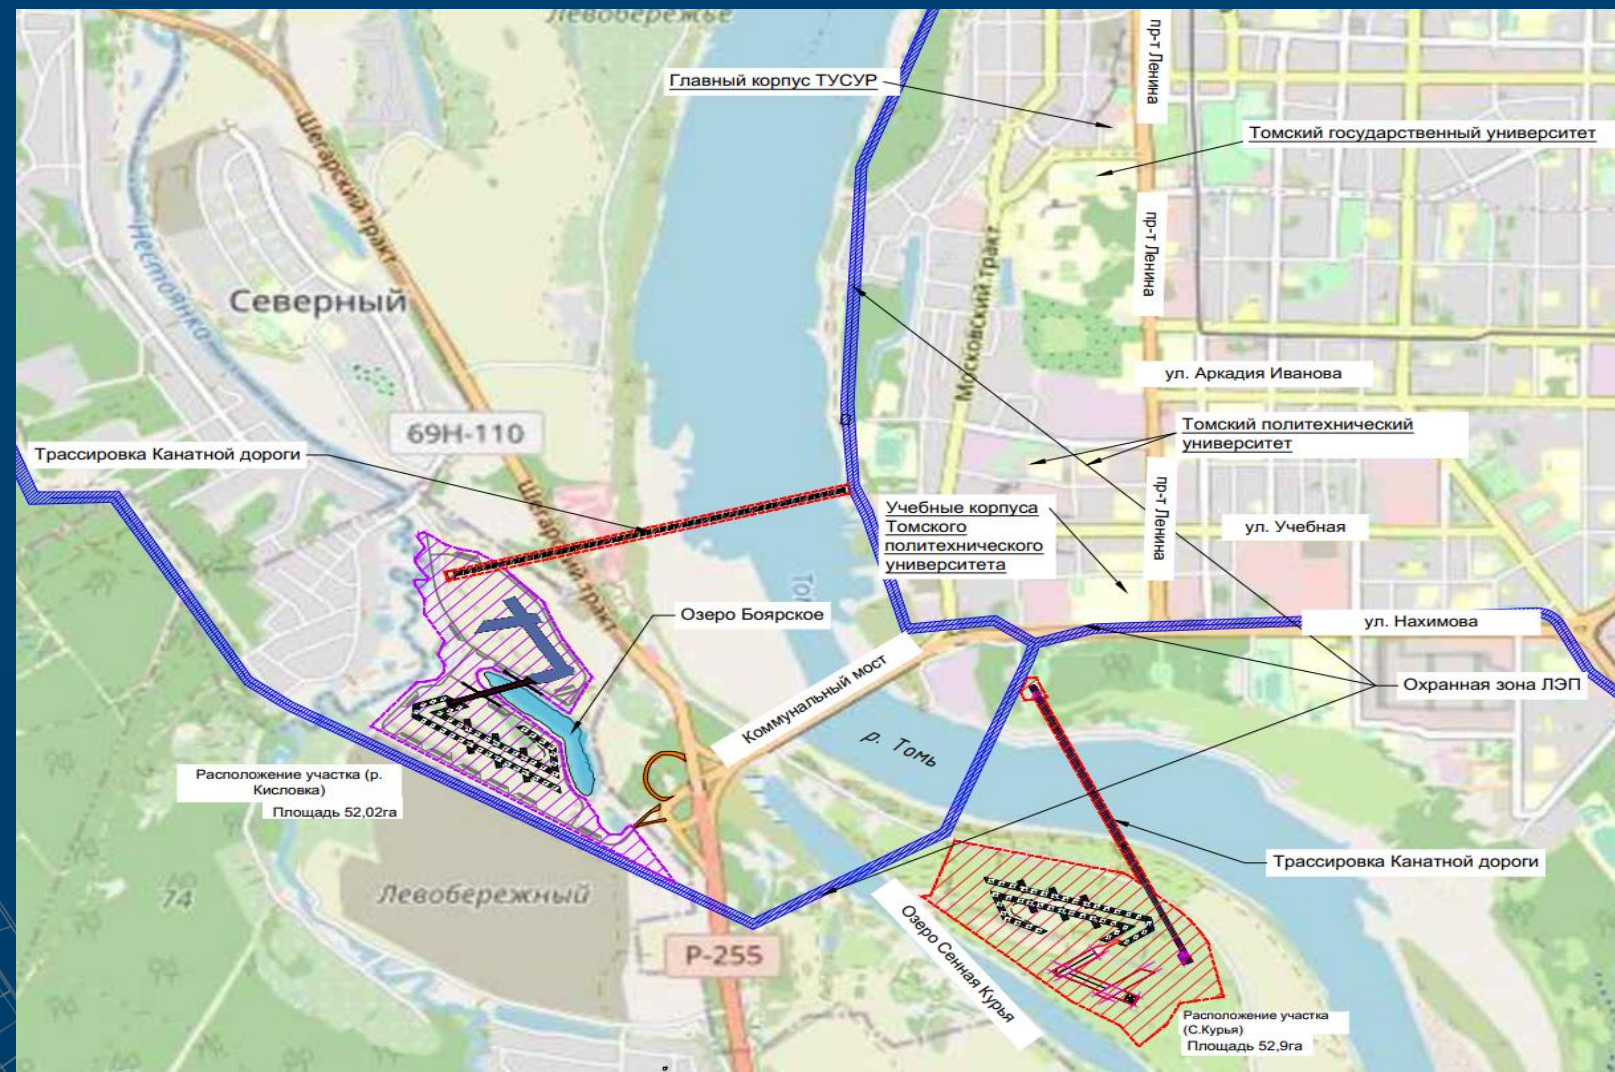 Левобережье
Главный корпус ТУСУР
пр-т Ленина
Томский государственный университет
Шегарский тракт
Нестоянка
пр-т Ленина
Северный
Московский тракт
ул. Аркадия Иванова
69Н-110
Томский политехнический
университет
Трассировка Канатной дороги
пр-т Ленина
Шегарский тракт
Учебные корпуса
Томского
политехнического
университета
ул. Учебная
Озеро Боярское
ул. Нахимова
Коммунальный мост
Охранная зона ЛЭП
р. Томь
Расположение участка (р.
Кисловка)
Площадь 52,02га
Трассировка Канатной дороги
74
Левобережный
Озеро Сенная Курья
Р-255
Расположение участка
(С.Курья)
Площадь 52,9га